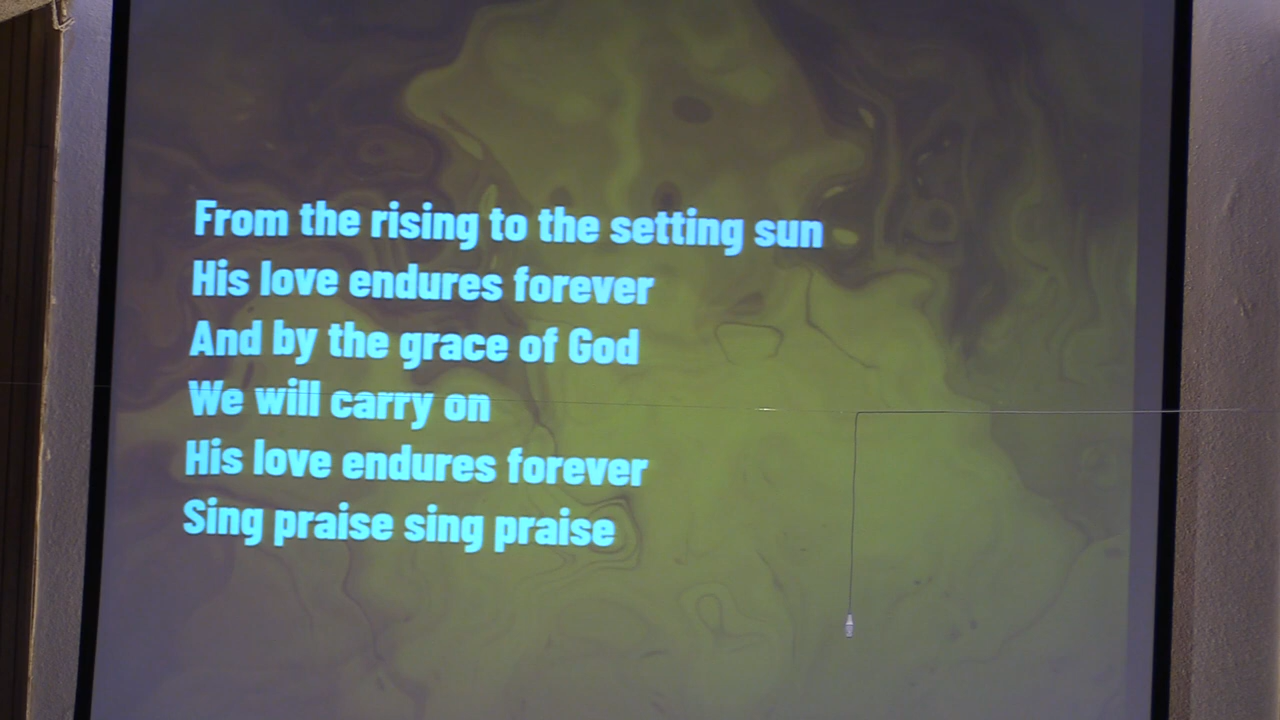 From the rising to the setting sun
His love endures forever
And by the grace of God
We will carry on
His love endures forever
Sing praise sing praise